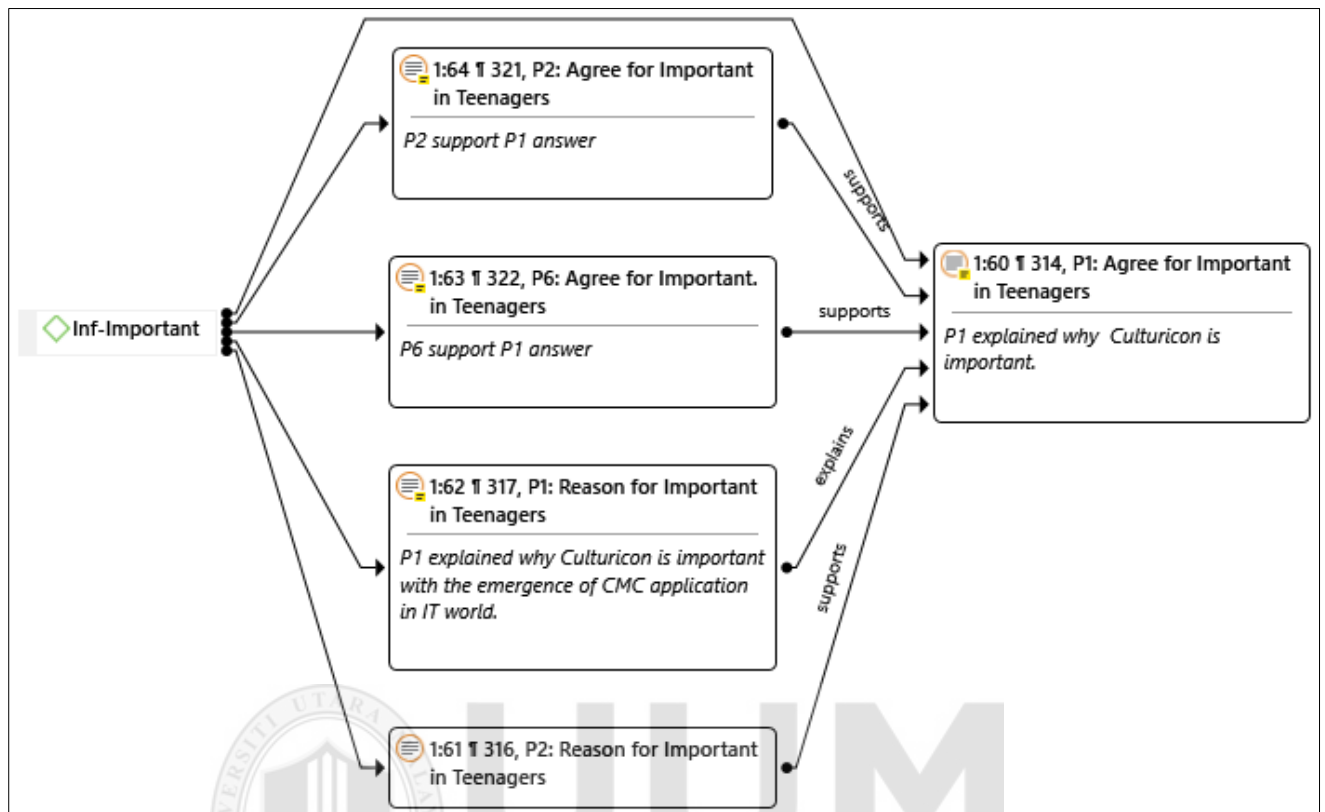 1:64 ¶ 321, P2: Agree for Important
in Teenagers
P2 support P1 answer
supports
1:63 ¶ 322, P6: Agree for Important.
in Teenagers
P6 support P1 answer
supports
Inf-Important
1:60 ¶ 314, P1: Agree for Important
in Teenagers
P1 explained why Culturicon is
important.
1:62 ¶ 317, P1: Reason for Important
in Teenagers
P1 explained why Culturicon is important
with the emergence of CMC application
in IT world.
explains
supports
1:61 ¶ 316, P2: Reason for Important
in Teenagers